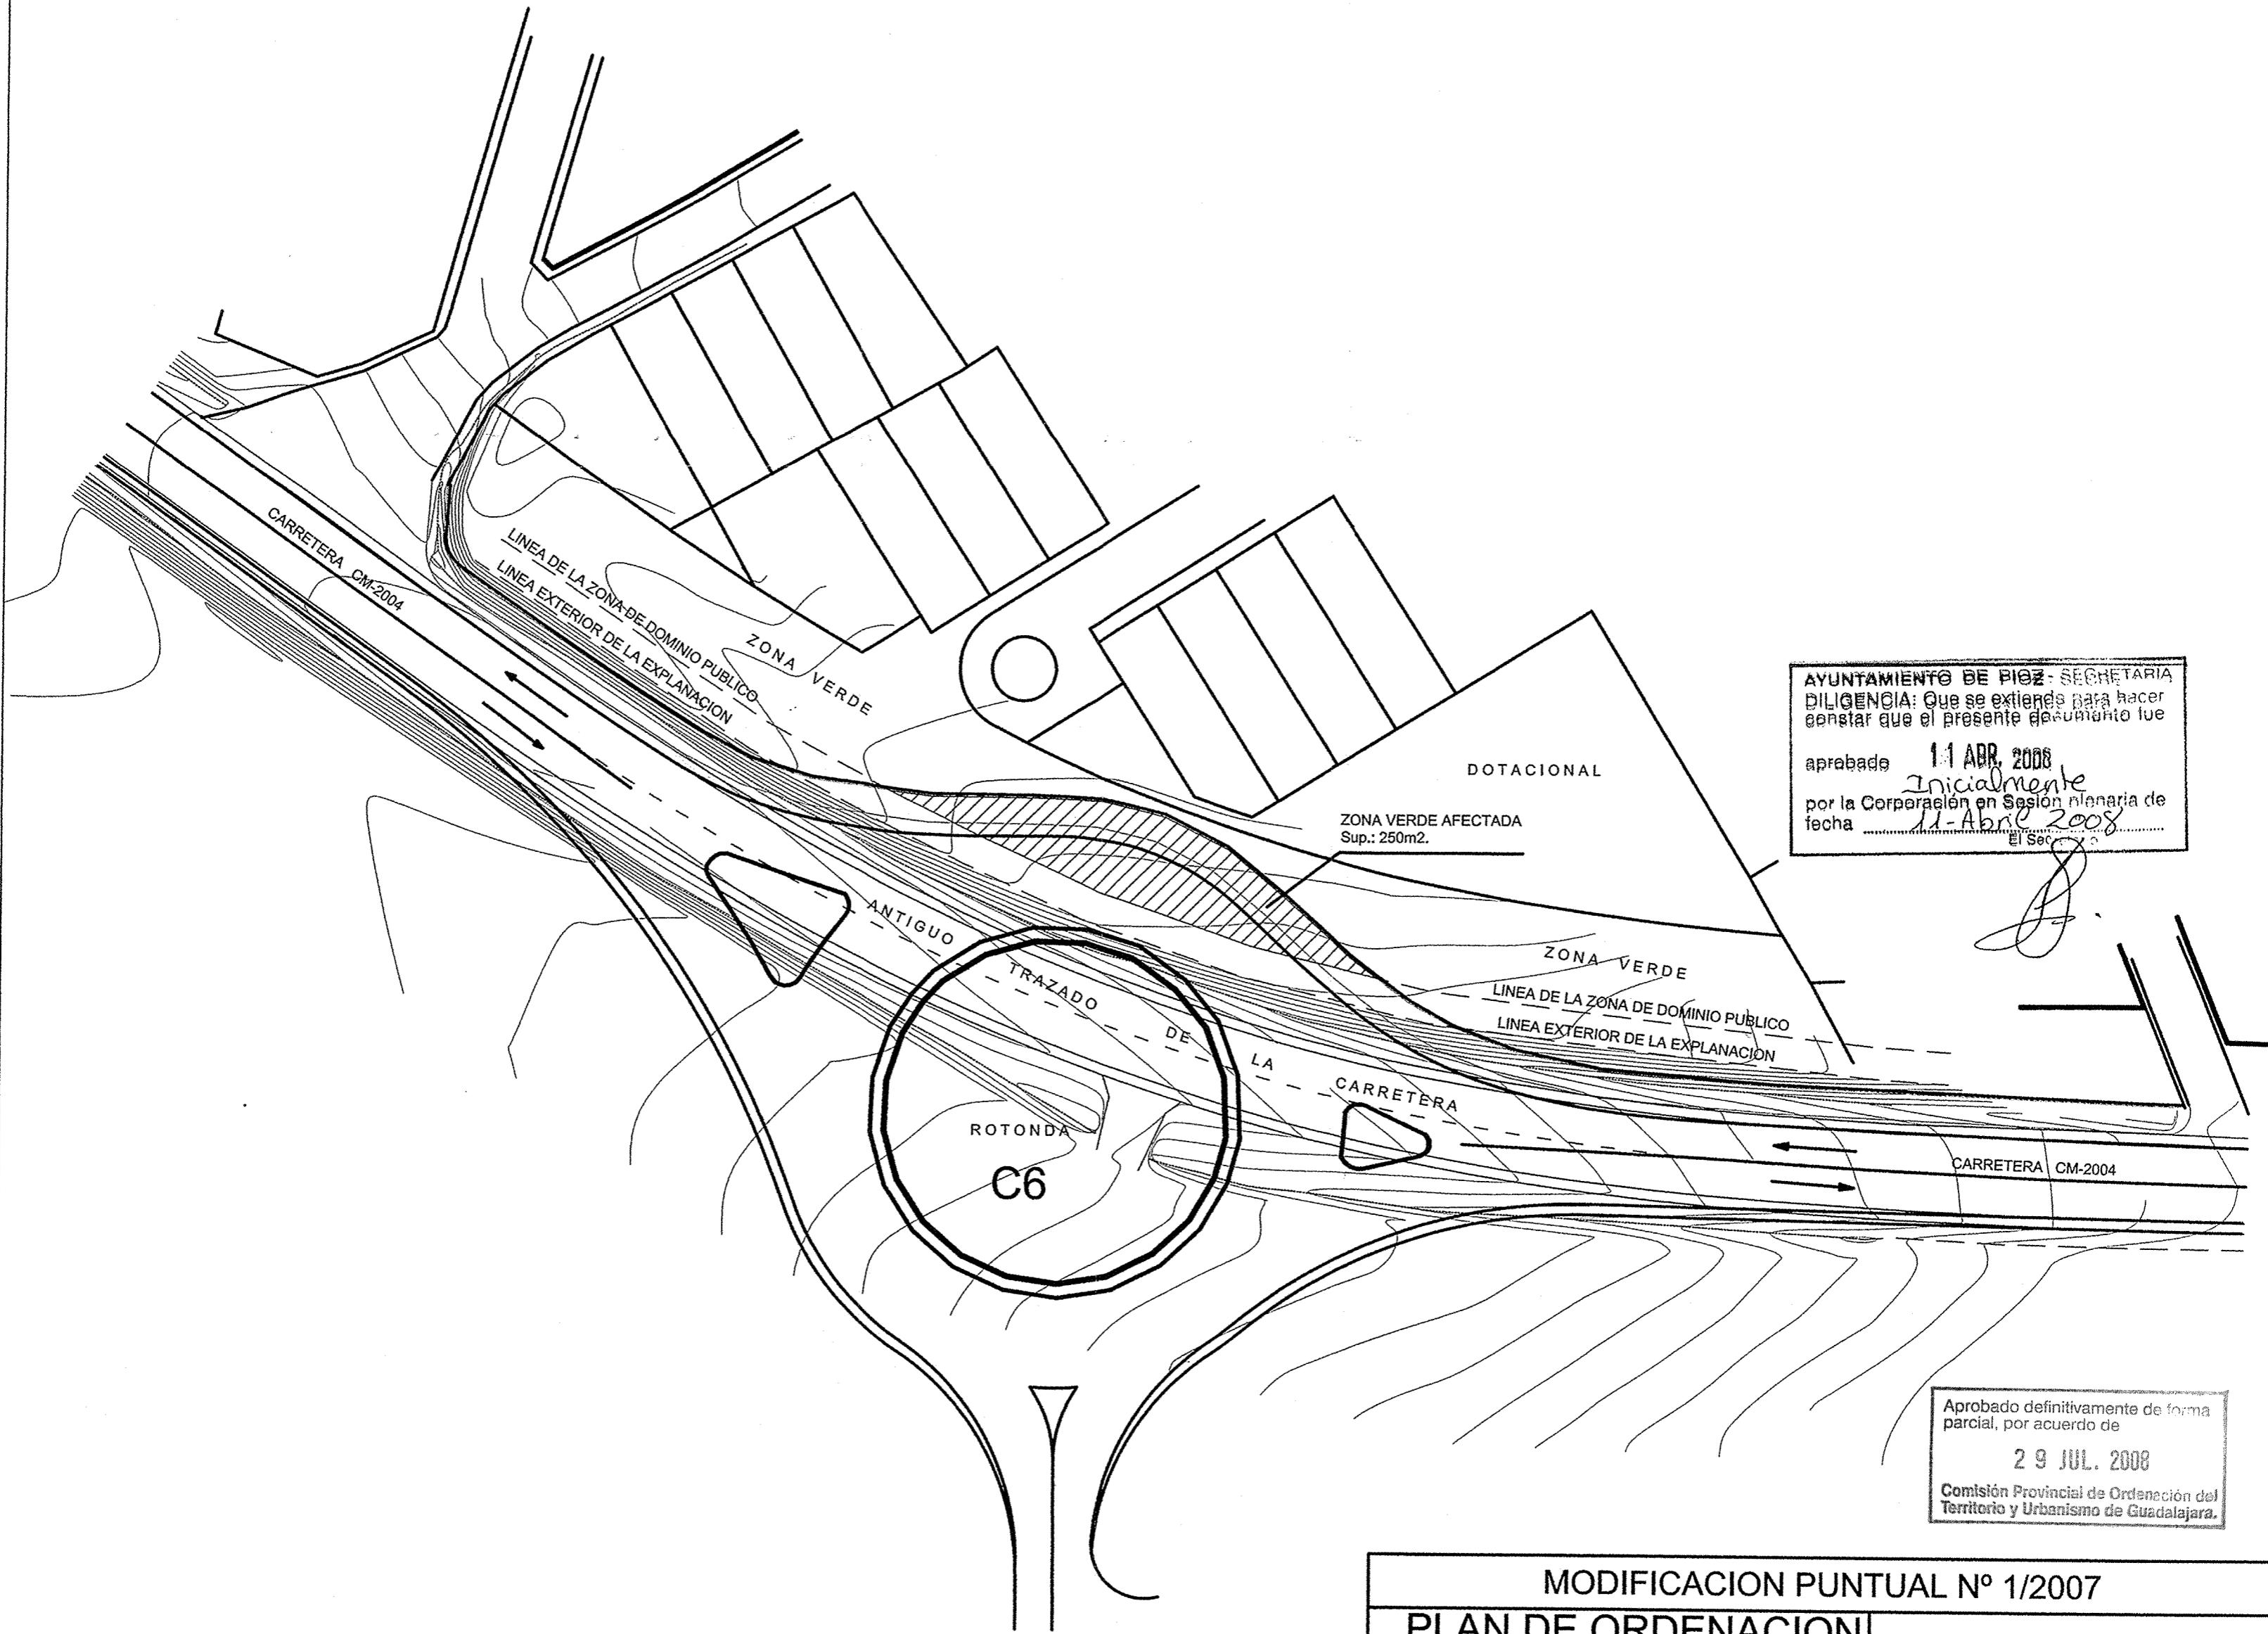 CARRETERA CM-2004
LINEA DE LA ZONA DE DOMINIO PUBLICO
LINEA EXTERIOR DE LA EXPLANACION
ZONA VERDE
DOTACIONAL
ZONA VERDE AFECTADA
Sup.: 250m2.
AYUNTAMIENTO DE PIOZ - SECRETARIA
DILIGENCIA: Que se extiende para hacer
constar que el presente documento fue
aprobado 11 ABR. 2008
Inicialmente
por la Corporación en Sesión plenaria de
fecha 11-Abril 2008
El Sec
ANTIGUO TRAZADO DE LA CARRETERA
ZONA VERDE
LINEA DE LA ZONA DE DOMINIO PUBLICO
LINEA EXTERIOR DE LA EXPLANACION
ROTONDA
C6
CARRETERA CM-2004
Aprobado definitivamente de forma
parcial, por acuerdo de
29 JUL. 2008
Comisión Provincial de Ordenación del
Territorio y Urbanismo de Guadalajara.
MODIFICACION PUNTUAL Nº 1/2007
PLAN DE ORDENACION